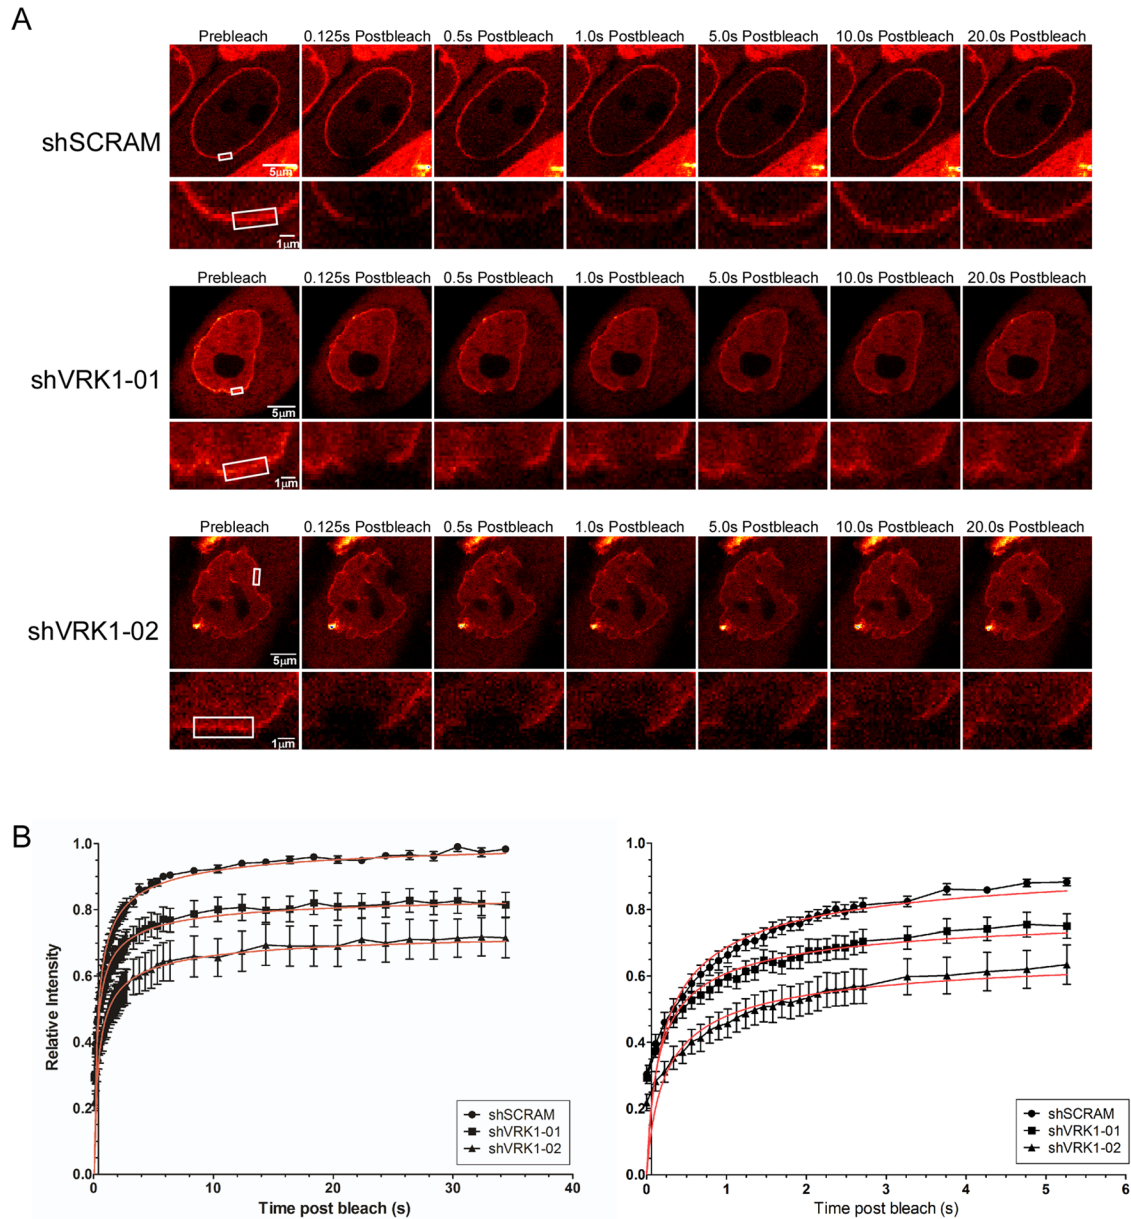 A
Prebleach 0.125s Postbleach 0.5s Postbleach 1.0s Postbleach 5.0s Postbleach 10.0s Postbleach 20.0s Postbleach
shSCRAM
5μm
1μm
Prebleach 0.125s Postbleach 0.5s Postbleach 1.0s Postbleach 5.0s Postbleach 10.0s Postbleach 20.0s Postbleach
shVRK1-01
5μm
1μm
Prebleach 0.125s Postbleach 0.5s Postbleach 1.0s Postbleach 5.0s Postbleach 10.0s Postbleach 20.0s Postbleach
shVRK1-02
5μm
1μm
B
Relative Intensity
1.0
0.8
0.6
0.4
0.2
0.0
0 10 20 30 40
Time post bleach (s)
shSCRAM
shVRK1-01
shVRK1-02
1.0
0.8
0.6
0.4
0.2
0.0
0 1 2 3 4 5 6
Time post bleach (s)
shSCRAM
shVRK1-01
shVRK1-02